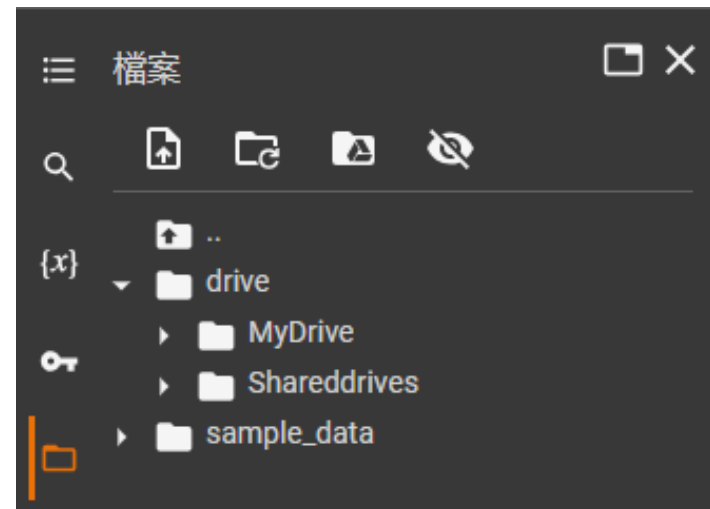 檔案
..
{x}
drive
MyDrive
Shareddrives
sample_data